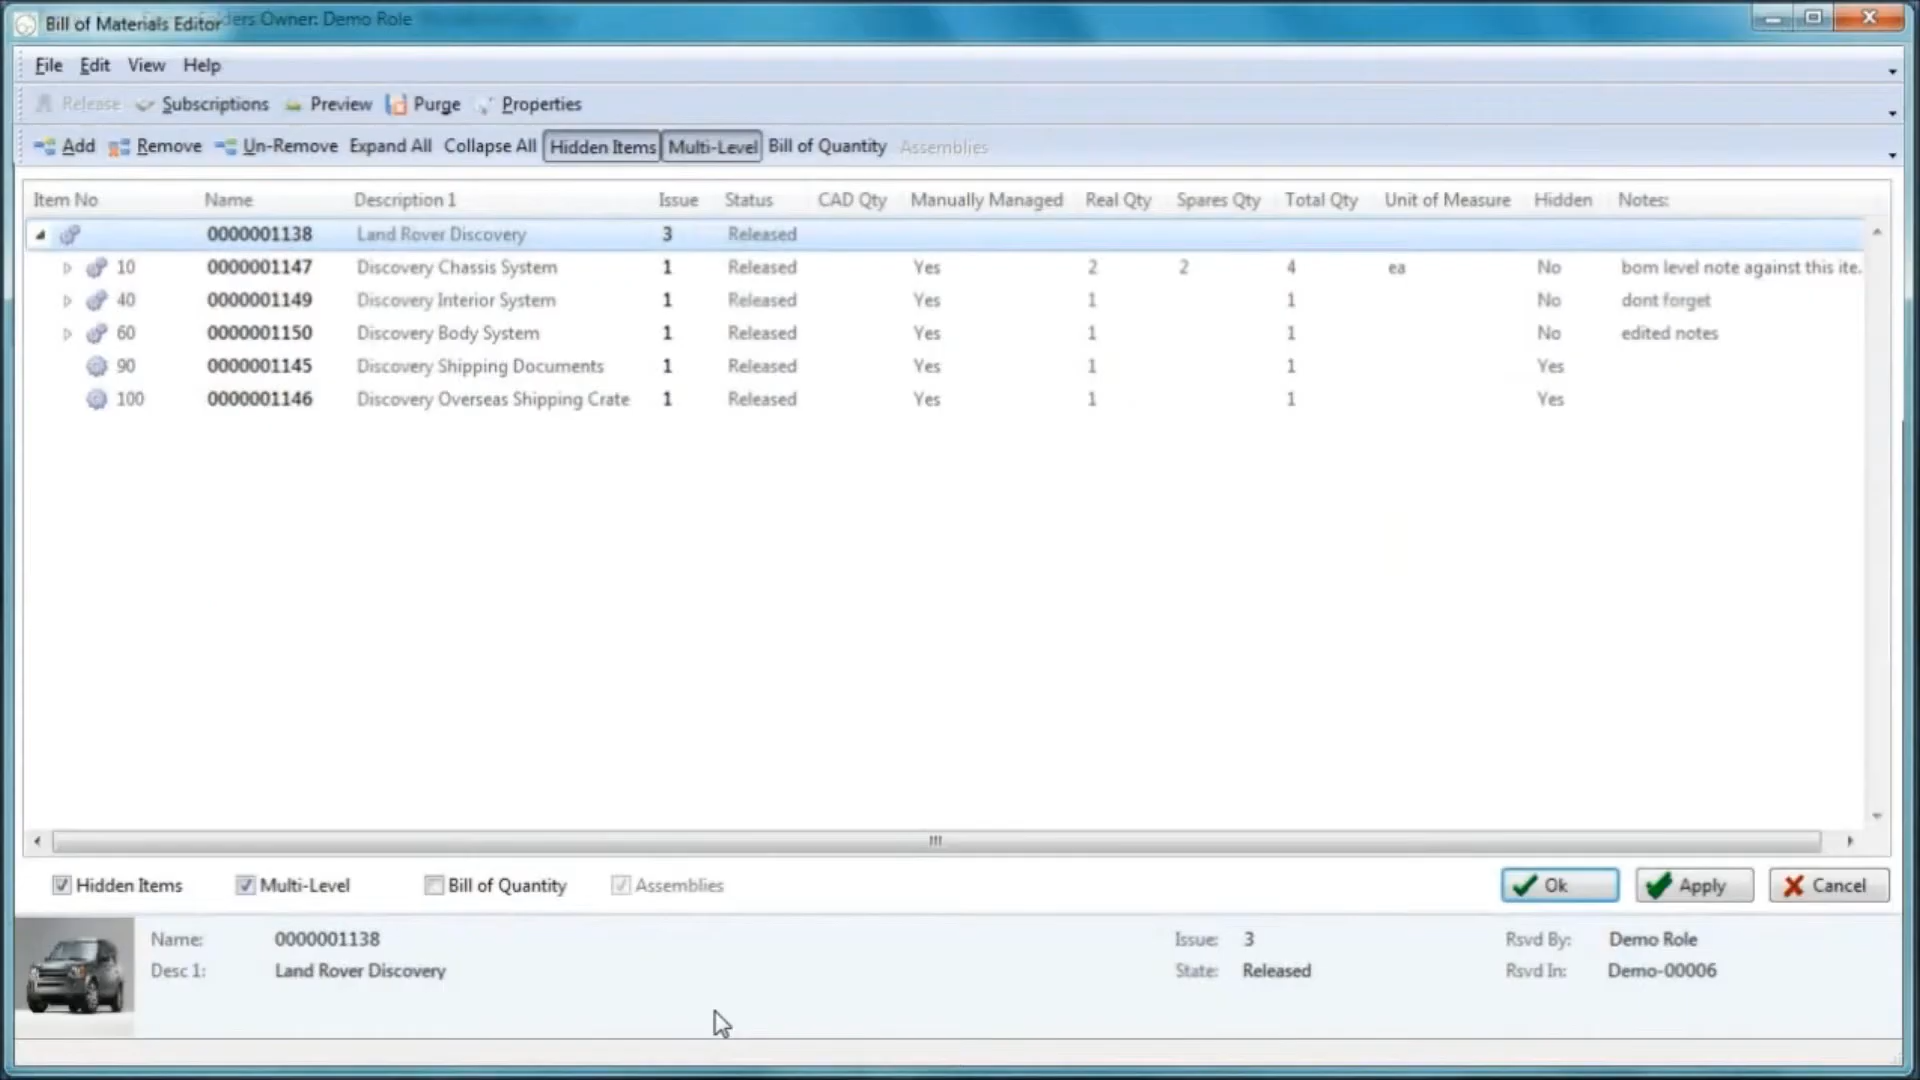 Bill of Materials Editor ders Owner: Demo Role
File Edit View Help
Release Subscriptions Preview Purge Properties
Add Remove Un-Remove Expand All Collapse All Hidden Items Multi-Level Bill of Quantity Assemblies
Item No Name Description 1 Issue Status CAD Qty Manually Managed Real Qty Spares Qty Total Qty Unit of Measure Hidden Notes:
0000001138 Land Rover Discovery 3 Released
10 0000001147 Discovery Chassis System 1 Released Yes 2 2 4 ea No bom level note against this ite.
40 0000001149 Discovery Interior System 1 Released Yes 1 1 No dont forget
60 0000001150 Discovery Body System 1 Released Yes 1 1 No edited notes
90 0000001145 Discovery Shipping Documents 1 Released Yes 1 1 Yes
100 0000001146 Discovery Overseas Shipping Crate 1 Released Yes 1 1 Yes
Hidden Items Multi-Level Bill of Quantity Assemblies Ok Apply Cancel
Name: 0000001138 Issue: 3 Rsvd By: Demo Role
Desc 1: Land Rover Discovery State: Released Rsvd In: Demo-00006